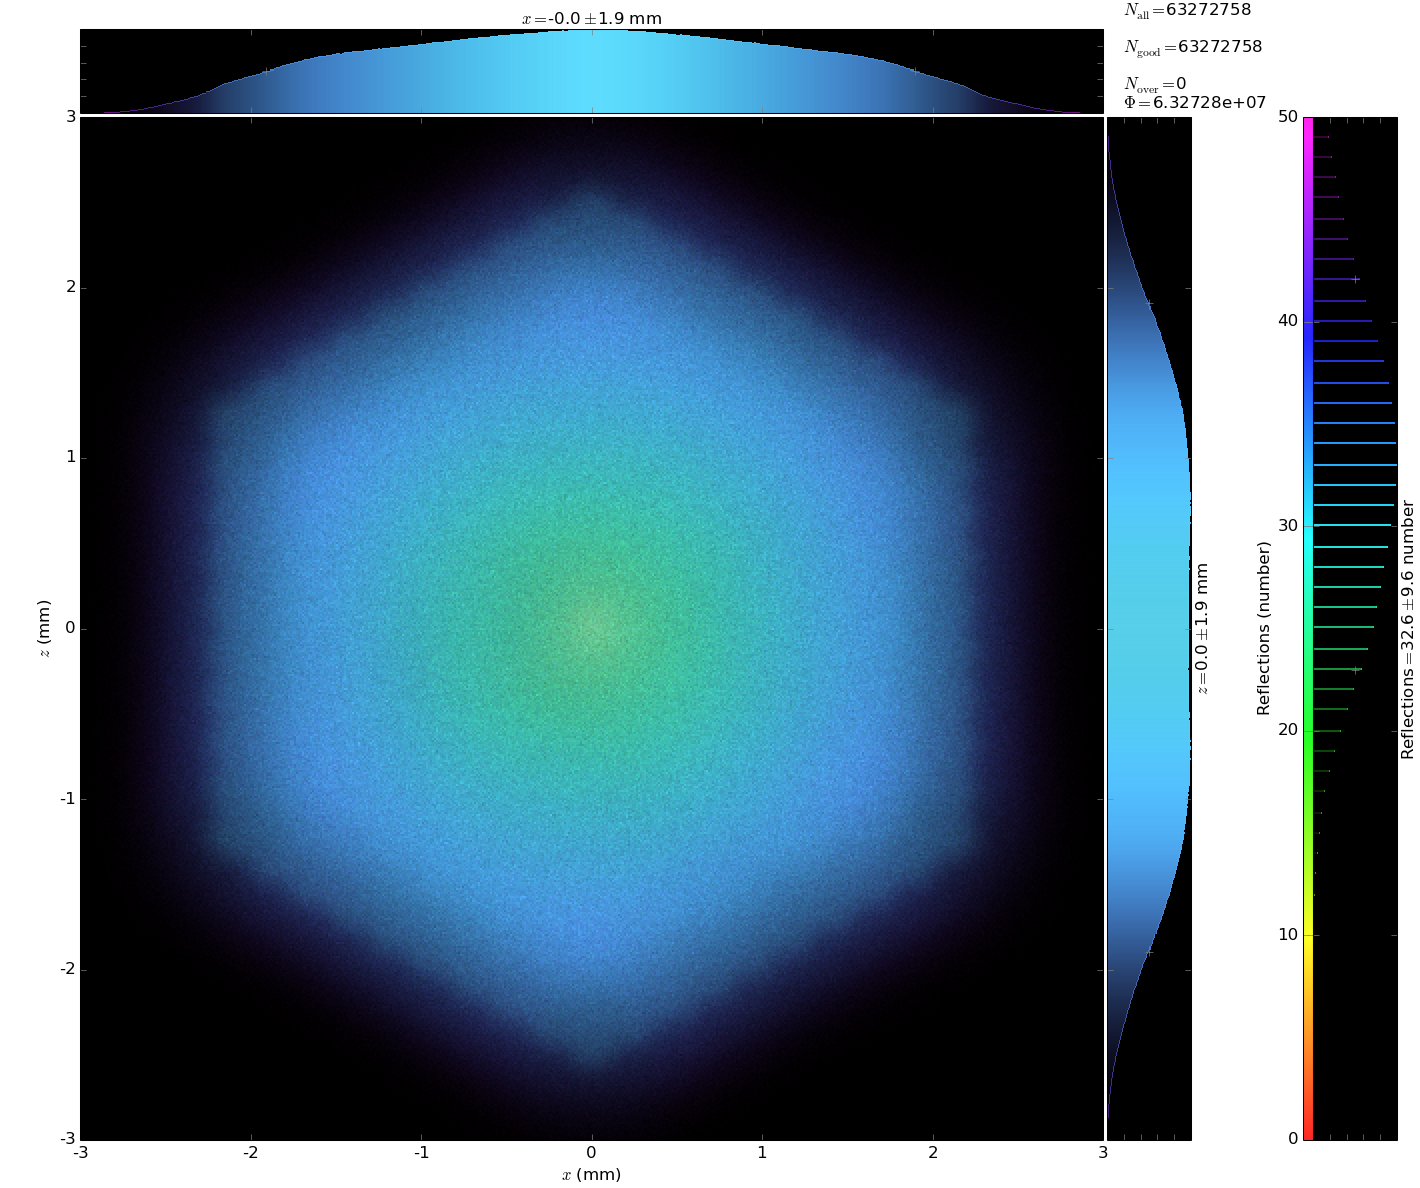 x=-0.0±1.9 mm
N_all=63272758
N_good=63272758
N_over=0
Φ=6.32728e+07
3
2
1
0
-1
-2
-3
z (mm)
-3
-2
-1
0
1
2
3
x (mm)
z=0.0±1.9 mm
Reflections (number)
50
40
30
20
10
0
Reflections=32.6±9.6 number